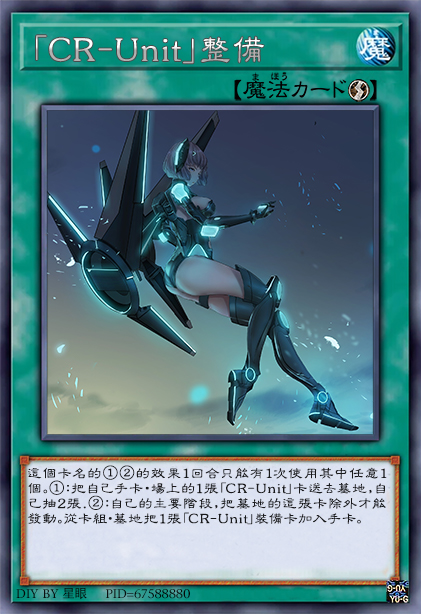 「CR-Unit」整備
魔
【魔法カード】
まほう
這個卡名的①②的效果1回合只能有1次使用其中任意1
個。①:把自己手卡·場上的1張「CR-Unit」卡送去墓地,自
己抽2張。②:自己的主要階段,把墓地的這張卡除外才能
發動。從卡組·墓地把1張「CR-Unit」裝備卡加入手卡。
DIY BY 星眼 PID=67588880